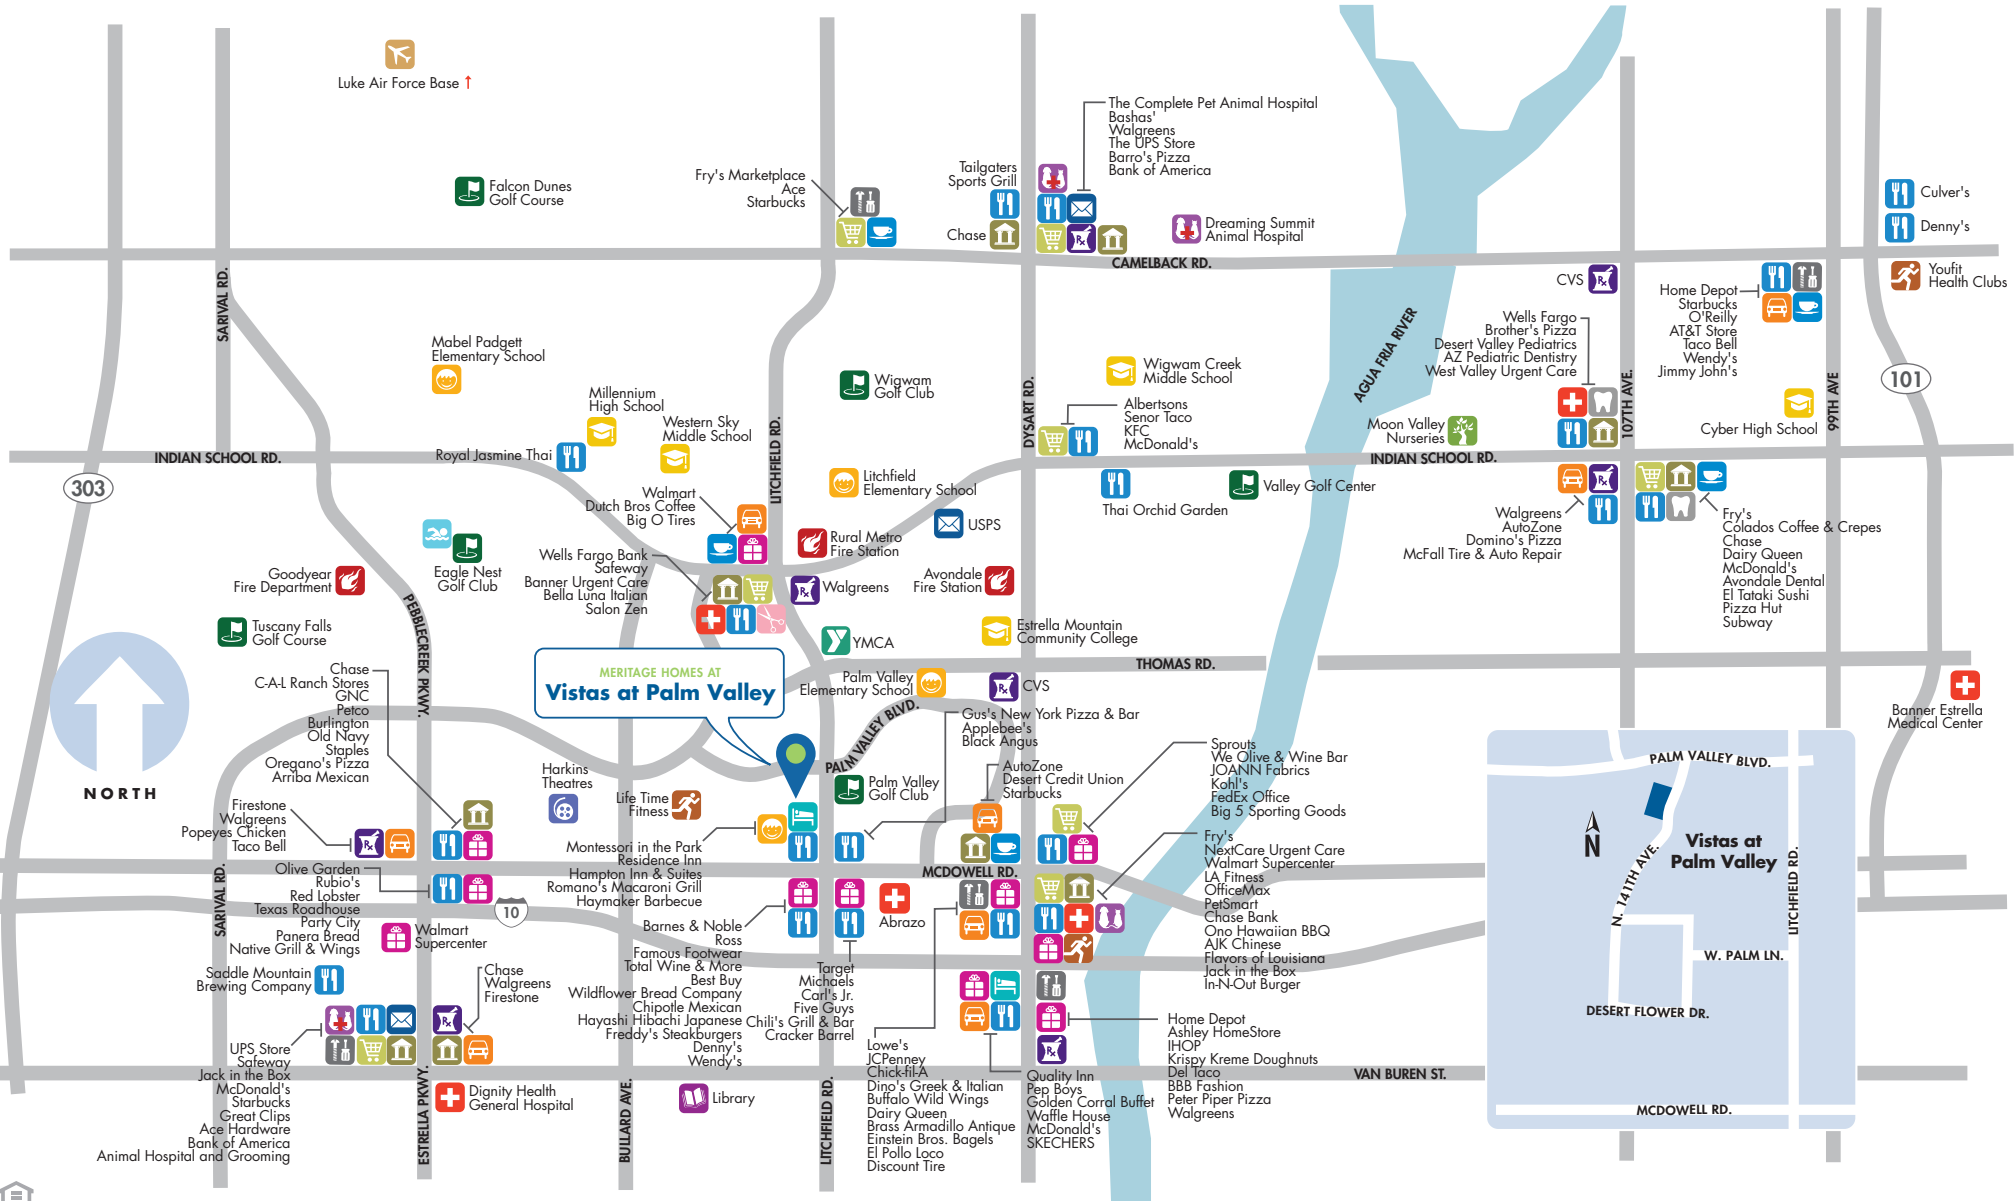 Luke Air Force Base ↑
Falcon Dunes
Golf Course
Fry's Marketplace
Ace
Starbucks
Tailgaters
Sports Grill
Chase
The Complete Pet Animal Hospital
Bashas'
Walgreens
The UPS Store
Barro's Pizza
Bank of America
Dreaming Summit
Animal Hospital
Culver's
Denny's
Youfit
Health Clubs
CAMELBACK RD.
SARIVAL RD.
CVS
Home Depot
Starbucks
O'Reilly
AT&T Store
Taco Bell
Wendy's
Jimmy John's
Wells Fargo
Brother's Pizza
Desert Valley Pediatrics
AZ Pediatric Dentistry
West Valley Urgent Care
AGUA FRIA RIVER
Mabel Padgett
Elementary School
Millennium
High School
Western Sky
Middle School
Royal Jasmine Thai
Wigwam
Golf Club
LITCHFIELD RD.
DYSART RD.
Wigwam Creek
Middle School
Albertsons
Senor Taco
KFC
McDonald's
Moon Valley
Nurseries
107TH AVE.
99TH AVE
101
Cyber High School
INDIAN SCHOOL RD.
INDIAN SCHOOL RD.
303
Litchfield
Elementary School
Walmart
Dutch Bros Coffee
Big O Tires
USPS
Rural Metro
Fire Station
Thai Orchid Garden
Valley Golf Center
Walgreens
AutoZone
Domino's Pizza
McFall Tire & Auto Repair
Fry's
Colados Coffee & Crepes
Chase
Dairy Queen
McDonald's
Avondale Dental
El Tataki Sushi
Pizza Hut
Subway
Eagle Nest
Golf Club
Goodyear
Fire Department
Wells Fargo Bank
Safeway
Banner Urgent Care
Bella Luna Italian
Salon Zen
Walgreens
Avondale
Fire Station
Tuscany Falls
Golf Course
PEBBLECREEK PKWY.
YMCA
Estrella Mountain
Community College
THOMAS RD.
MERITAGE HOMES AT
Vistas at Palm Valley
Palm Valley
Elementary School
CVS
Banner Estrella
Medical Center
NORTH
Chase
C-A-L Ranch Stores
GNC
Petco
Burlington
Old Navy
Staples
Oregano's Pizza
Arriba Mexican
PALM VALLEY BLVD.
Gus's New York Pizza & Bar
Applebee's
Black Angus
Palm Valley
Golf Club
AutoZone
Desert Credit Union
Starbucks
Sprouts
We Olive & Wine Bar
JOANN Fabrics
Kohl's
FedEx Office
Big 5 Sporting Goods
Harkins
Theatres
Life Time
Fitness
Firestone
Walgreens
Popeyes Chicken
Taco Bell
Montessori in the Park
Residence Inn
Hampton Inn & Suites
Romano's Macaroni Grill
Haymaker Barbecue
MCDOWELL RD.
Fry's
NextCare Urgent Care
Walmart Supercenter
LA Fitness
OfficeMax
PetSmart
Chase Bank
Ono Hawaiian BBQ
AJK Chinese
Flavors of Louisiana
Jack in the Box
In-N-Out Burger
Olive Garden
Rubio's
Red Lobster
Texas Roadhouse
Party City
Panera Bread
Native Grill & Wings
SARIVAL RD.
10
Walmart
Supercenter
Abrazo
Barnes & Noble
Ross
Famous Footwear
Total Wine & More
Best Buy
Wildflower Bread Company
Chipotle Mexican
Hayashi Hibachi Japanese
Freddy's Steakburgers
Denny's
Wendy's
Target
Michaels
Carl's Jr.
Five Guys
Chili's Grill & Bar
Cracker Barrel
Saddle Mountain
Brewing Company
Chase
Walgreens
Firestone
UPS Store
Safeway
Jack in the Box
McDonald's
Starbucks
Great Clips
Ace Hardware
Bank of America
Animal Hospital and Grooming
ESTRELLA PKWY.
Dignity Health
General Hospital
BULLARD AVE.
Library
LITCHFIELD RD.
Lowe's
JCPenney
Chick-fil-A
Dino's Greek & Italian
Buffalo Wild Wings
Dairy Queen
Brass Armadillo Antique
Einstein Bros. Bagels
El Pollo Loco
Discount Tire
Quality Inn
Pep Boys
Golden Corral Buffet
Waffle House
McDonald's
SKECHERS
Home Depot
Ashley HomeStore
IHOP
Krispy Kreme Doughnuts
Del Taco
BBB Fashion
Peter Piper Pizza
Walgreens
VAN BUREN ST.
PALM VALLEY BLVD.
N
Vistas at
Palm Valley
N. 141TH AVE.
LITCHFIELD RD.
W. PALM LN.
DESERT FLOWER DR.
MCDOWELL RD.